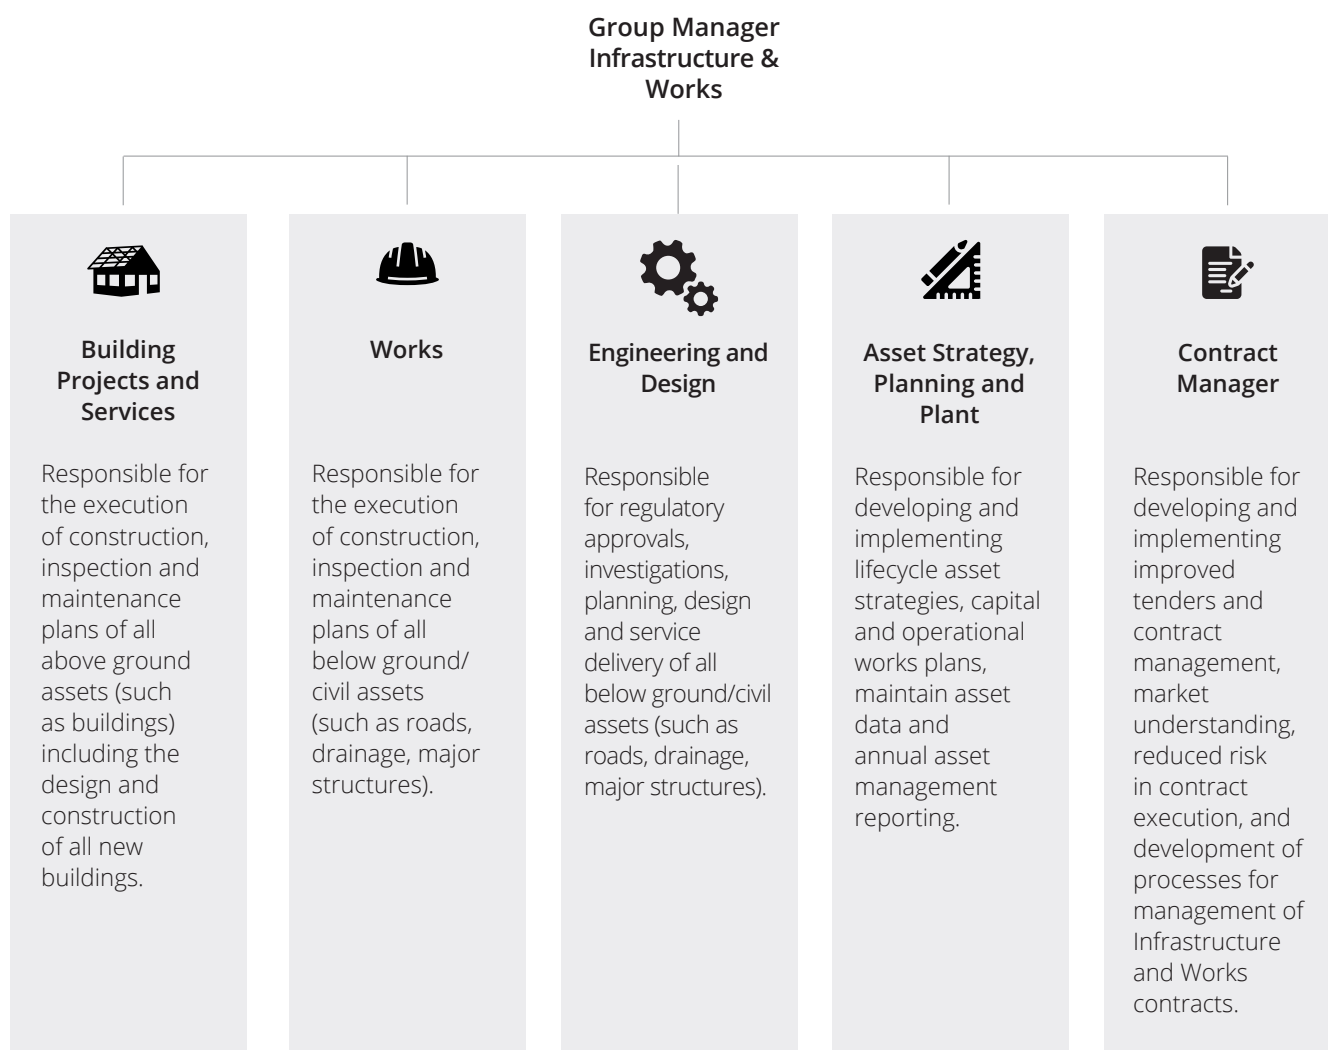 Group Manager
Infrastructure &
Works
Building
Projects and
Services
Responsible for
the execution
of construction,
inspection and
maintenance
plans of all
above ground
assets (such
as buildings)
including the
design and
construction
of all new
buildings.
Works
Responsible for
the execution
of construction,
inspection and
maintenance
plans of all
below ground/
civil assets
(such as roads,
drainage, major
structures).
Engineering and
Design
Responsible
for regulatory
approvals,
investigations,
planning, design
and service
delivery of all
below ground/civil
assets (such as
roads, drainage,
major structures).
Asset Strategy,
Planning and
Plant
Responsible for
developing and
implementing
lifecycle asset
strategies, capital
and operational
works plans,
maintain asset
data and
annual asset
management
reporting.
Contract
Manager
Responsible for
developing and
implementing
improved
tenders and
contract
management,
market
understanding,
reduced risk
in contract
execution, and
development of
processes for
management of
Infrastructure
and Works
contracts.